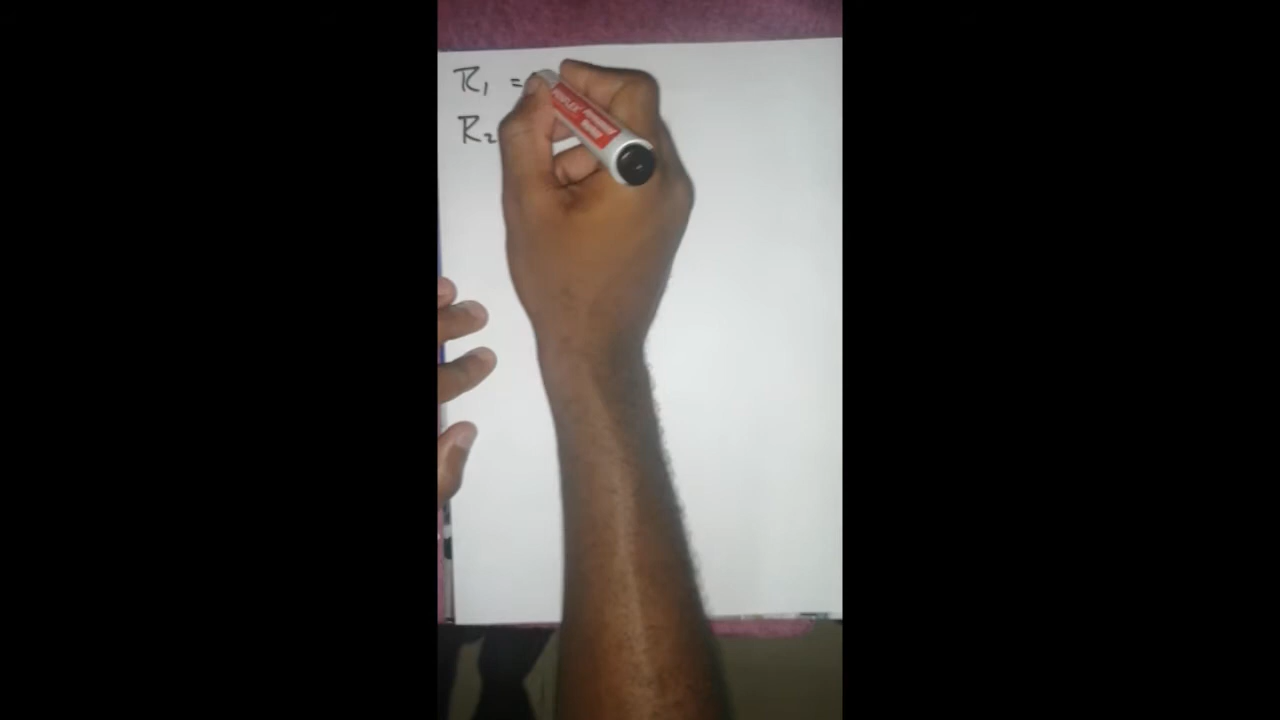 R₁ =
R₂